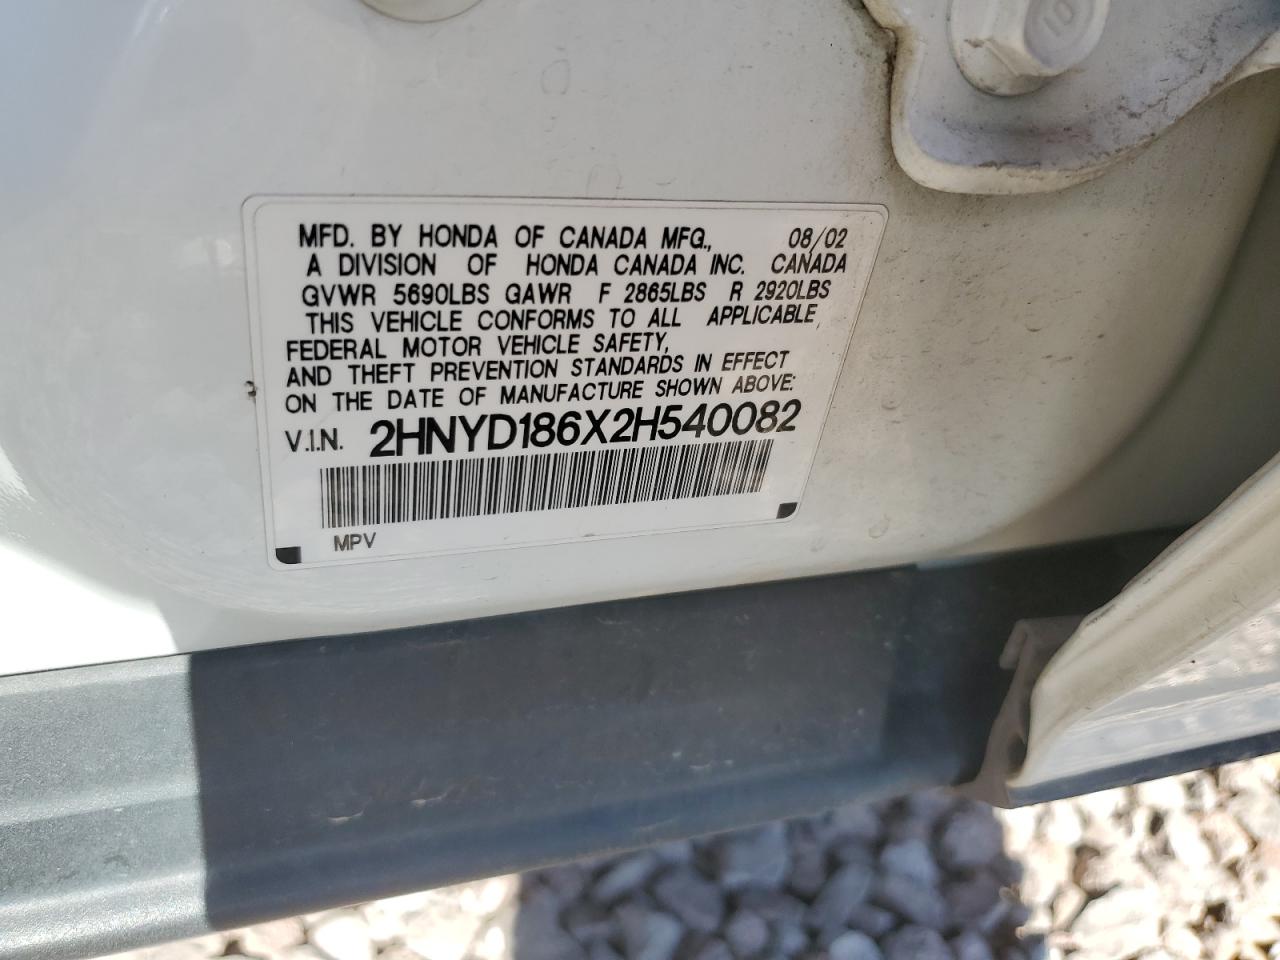 10
MFD. BY HONDA OF CANADA MFG., 08/02
A DIVISION OF HONDA CANADA INC. CANADA
GVWR 5690LBS GAWR F 2865LBS R 2920LBS
THIS VEHICLE CONFORMS TO ALL APPLICABLE
FEDERAL MOTOR VEHICLE SAFETY,
AND THEFT PREVENTION STANDARDS IN EFFECT
ON THE DATE OF MANUFACTURE SHOWN ABOVE:
V.I.N. 2HNYD186X2H540082
MPV